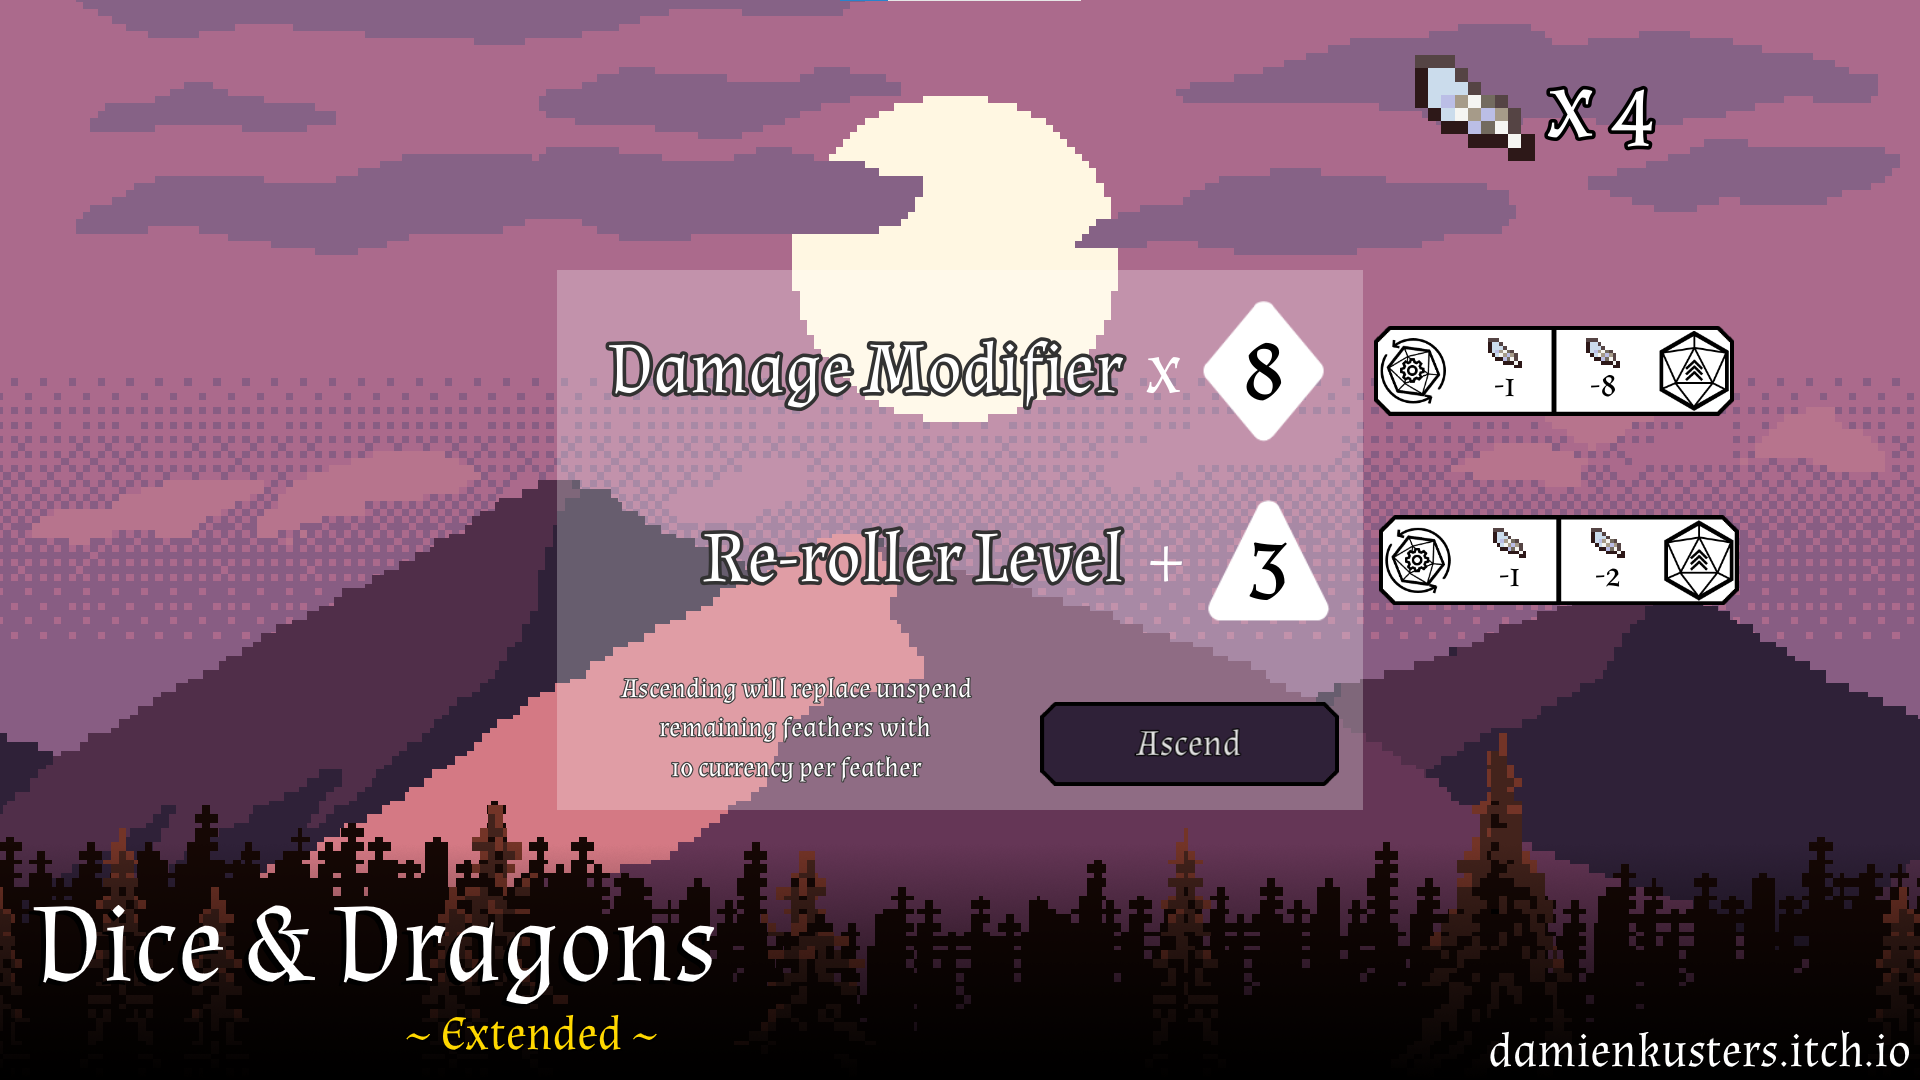 x 4
Damage Modifier x 8
-1 -8
Re-roller Level + 3
-1 -2
Ascending will replace unspend
remaining feathers with
10 currency per feather
Ascend
Dice & Dragons
~ Extended ~
damienkusters.itch.io